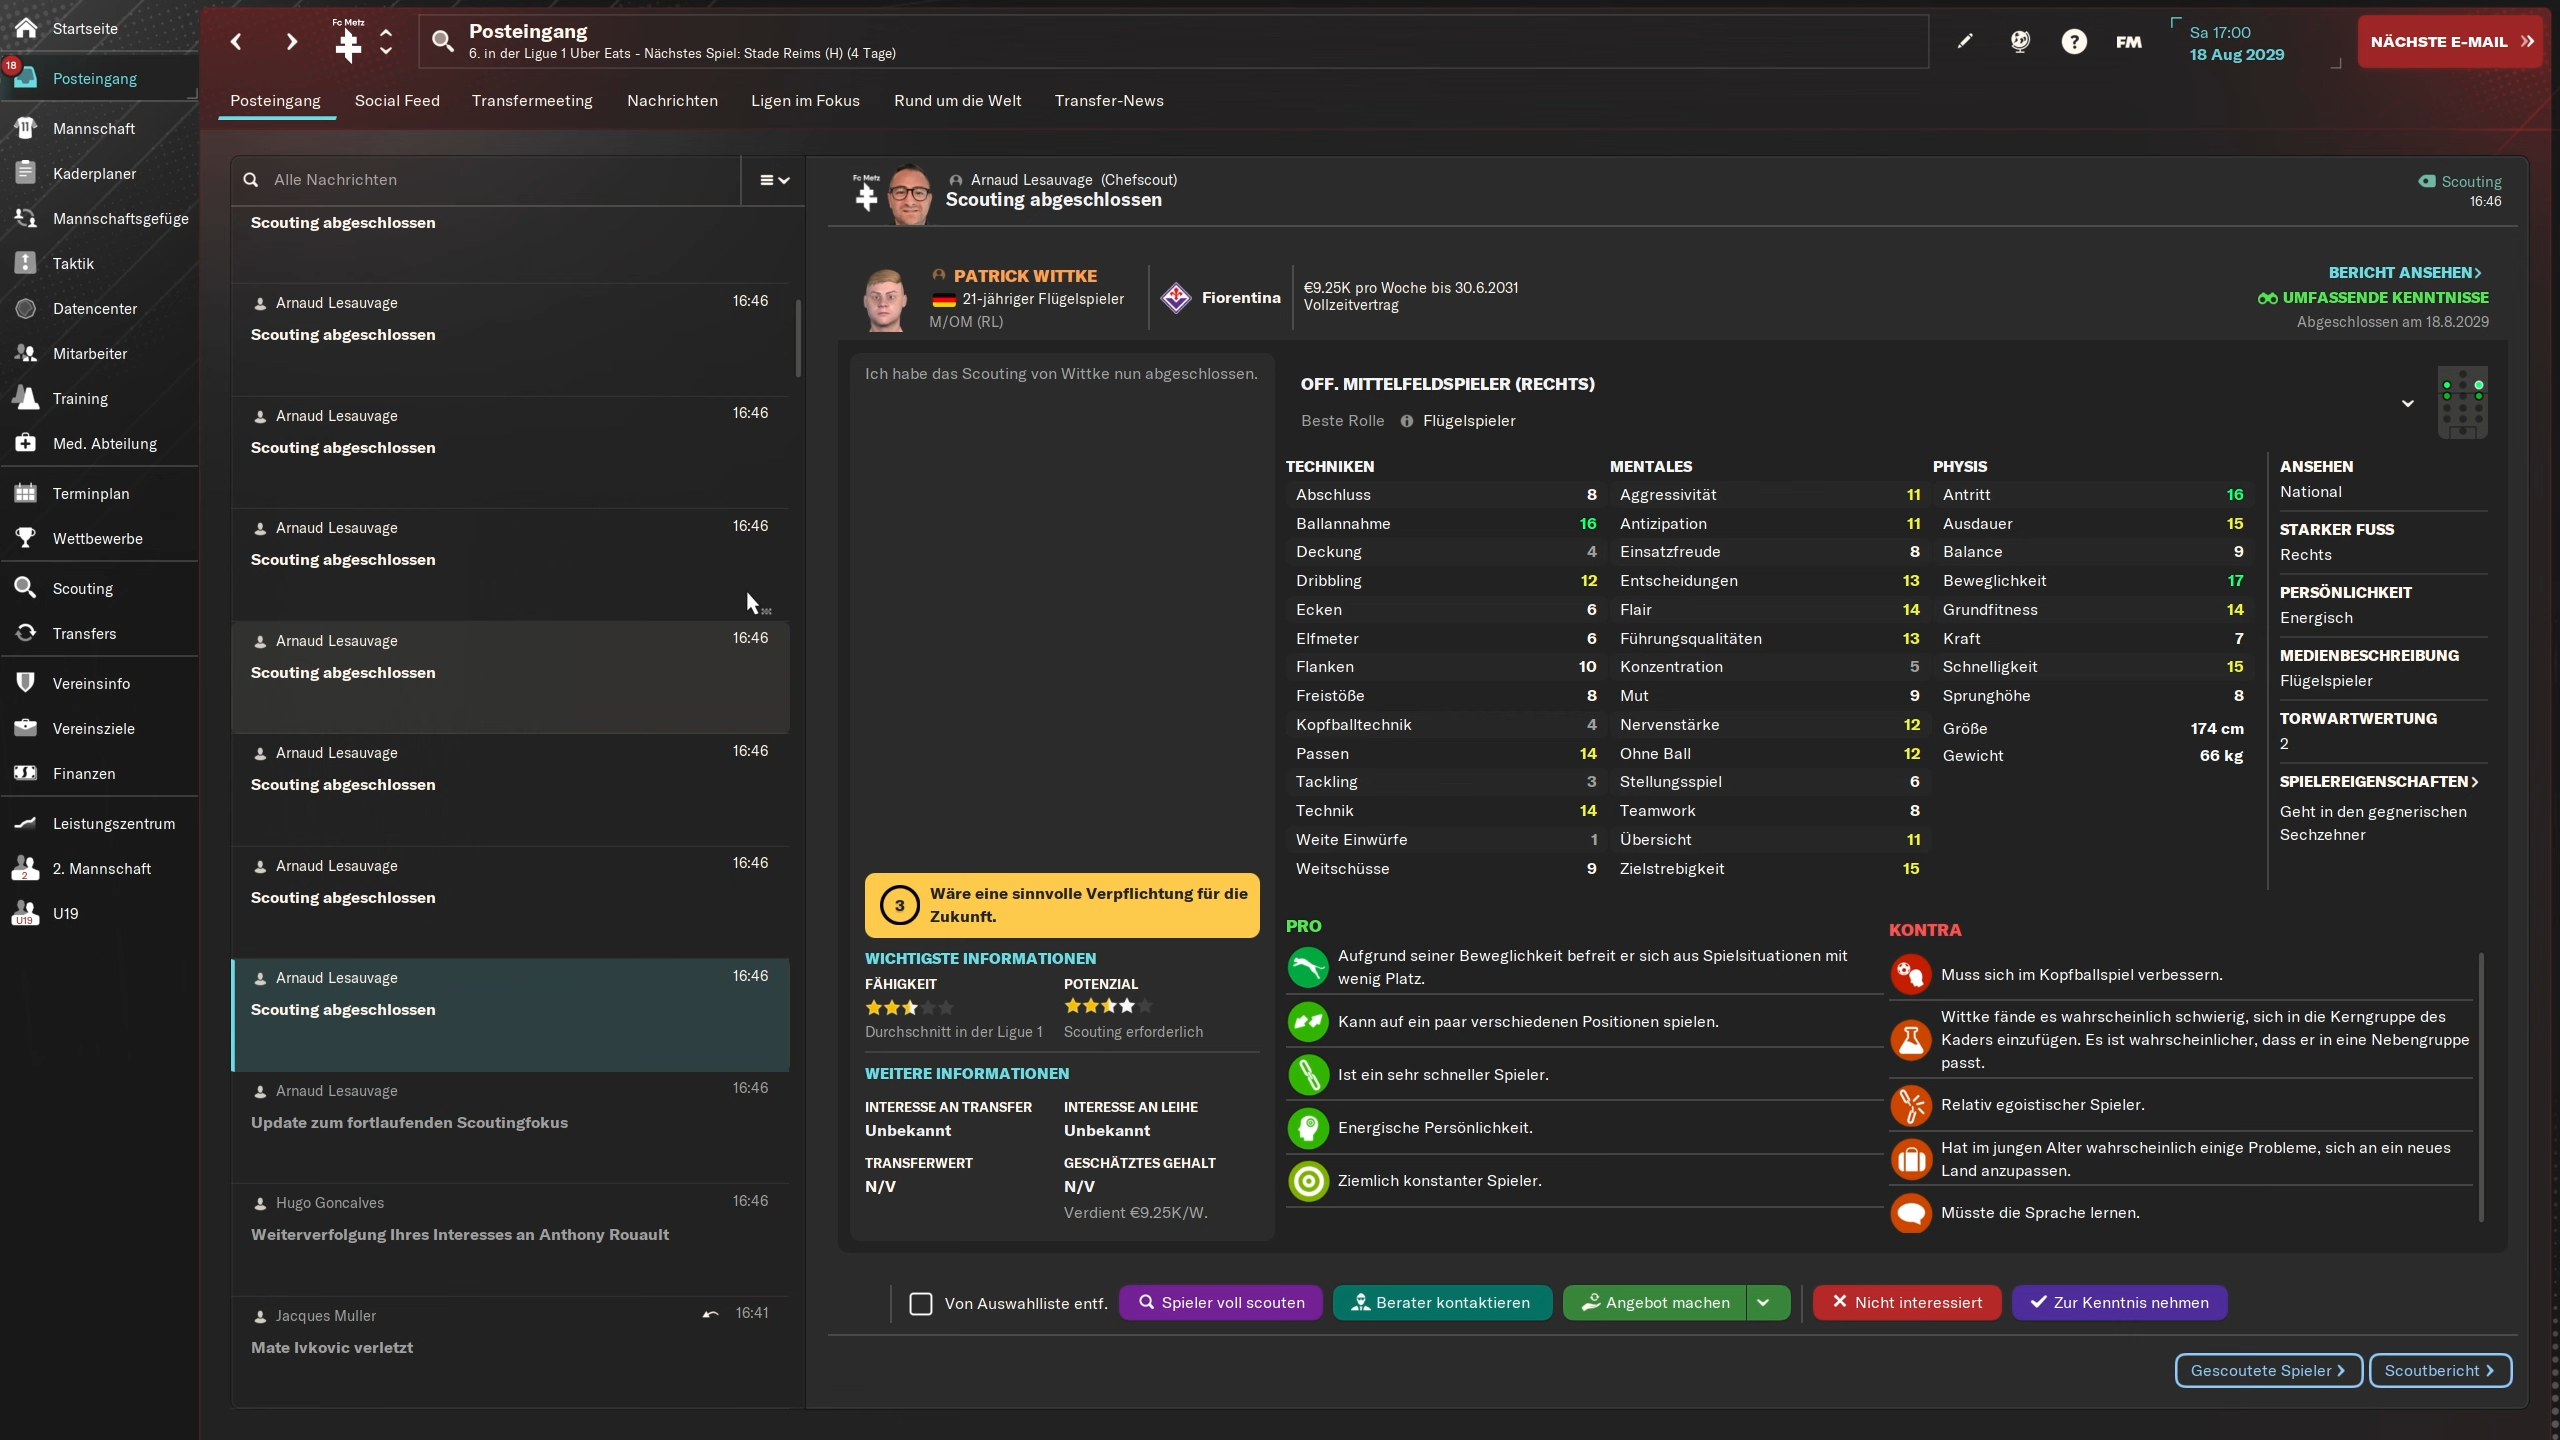 Startseite
18
Posteingang
Mannschaft
Kaderplaner
Mannschaftsgefüge
Taktik
Datencenter
Mitarbeiter
Training
Med. Abteilung
Terminplan
Wettbewerbe
Scouting
Transfers
Vereinsinfo
Vereinsziele
Finanzen
Leistungszentrum
2
2. Mannschaft
U19
U19
Fc Metz
Posteingang
6. in der Ligue 1 Uber Eats - Nächstes Spiel: Stade Reims (H) (4 Tage)
?
FM
Sa 17:00
18 Aug 2029
NÄCHSTE E-MAIL
Posteingang Social Feed Transfermeeting Nachrichten Ligen im Fokus Rund um die Welt Transfer-News
Alle Nachrichten
Scouting abgeschlossen
Arnaud Lesauvage 16:46
Scouting abgeschlossen
Arnaud Lesauvage 16:46
Scouting abgeschlossen
Arnaud Lesauvage 16:46
Scouting abgeschlossen
Arnaud Lesauvage 16:46
Scouting abgeschlossen
Arnaud Lesauvage 16:46
Scouting abgeschlossen
Arnaud Lesauvage 16:46
Scouting abgeschlossen
Arnaud Lesauvage 16:46
Scouting abgeschlossen
Arnaud Lesauvage 16:46
Update zum fortlaufenden Scoutingfokus
Hugo Goncalves 16:46
Weiterverfolgung Ihres Interesses an Anthony Rouault
Jacques Muller 16:41
Mate Ivkovic verletzt
Fc Metz
Arnaud Lesauvage (Chefscout)
Scouting abgeschlossen
Scouting
16:46
PATRICK WITTKE
21-jähriger Flügelspieler
M/OM (RL)
Fiorentina
€9.25K pro Woche bis 30.6.2031
Vollzeitvertrag
BERICHT ANSEHEN
UMFASSENDE KENNTNISSE
Abgeschlossen am 18.8.2029
Ich habe das Scouting von Wittke nun abgeschlossen.
3 Wäre eine sinnvolle Verpflichtung für die
Zukunft.
WICHTIGSTE INFORMATIONEN
FÄHIGKEIT POTENZIAL
Durchschnitt in der Ligue 1 Scouting erforderlich
WEITERE INFORMATIONEN
INTERESSE AN TRANSFER INTERESSE AN LEIHE
Unbekannt Unbekannt
TRANSFERWERT GESCHÄTZTES GEHALT
N/V N/V
Verdient €9.25K/W.
OFF. MITTELFELDSPIELER (RECHTS)
Beste Rolle Flügelspieler
TECHNIKEN MENTALES PHYSIS
Abschluss 8 Aggressivität 11 Antritt 16
Ballannahme 16 Antizipation 11 Ausdauer 15
Deckung 4 Einsatzfreude 8 Balance 9
Dribbling 12 Entscheidungen 13 Beweglichkeit 17
Ecken 6 Flair 14 Grundfitness 14
Elfmeter 6 Führungsqualitäten 13 Kraft 7
Flanken 10 Konzentration 5 Schnelligkeit 15
Freistöße 8 Mut 9 Sprunghöhe 8
Kopfballtechnik 4 Nervenstärke 12 Größe 174 cm
Passen 14 Ohne Ball 12 Gewicht 66 kg
Tackling 3 Stellungsspiel 6
Technik 14 Teamwork 8
Weite Einwürfe 1 Übersicht 11
Weitschüsse 9 Zielstrebigkeit 15
ANSEHEN
National
STARKER FUSS
Rechts
PERSÖNLICHKEIT
Energisch
MEDIENBESCHREIBUNG
Flügelspieler
TORWARTWERTUNG
2
SPIELEREIGENSCHAFTEN
Geht in den gegnerischen
Sechzehner
PRO
Aufgrund seiner Beweglichkeit befreit er sich aus Spielsituationen mit
wenig Platz.
Kann auf ein paar verschiedenen Positionen spielen.
Ist ein sehr schneller Spieler.
Energische Persönlichkeit.
Ziemlich konstanter Spieler.
KONTRA
Muss sich im Kopfballspiel verbessern.
Wittke fände es wahrscheinlich schwierig, sich in die Kerngruppe des
Kaders einzufügen. Es ist wahrscheinlicher, dass er in eine Nebengruppe
passt.
Relativ egoistischer Spieler.
Hat im jungen Alter wahrscheinlich einige Probleme, sich an ein neues
Land anzupassen.
Müsste die Sprache lernen.
Von Auswahlliste entf. Spieler voll scouten Berater kontaktieren Angebot machen Nicht interessiert Zur Kenntnis nehmen
Gescoutete Spieler Scoutbericht